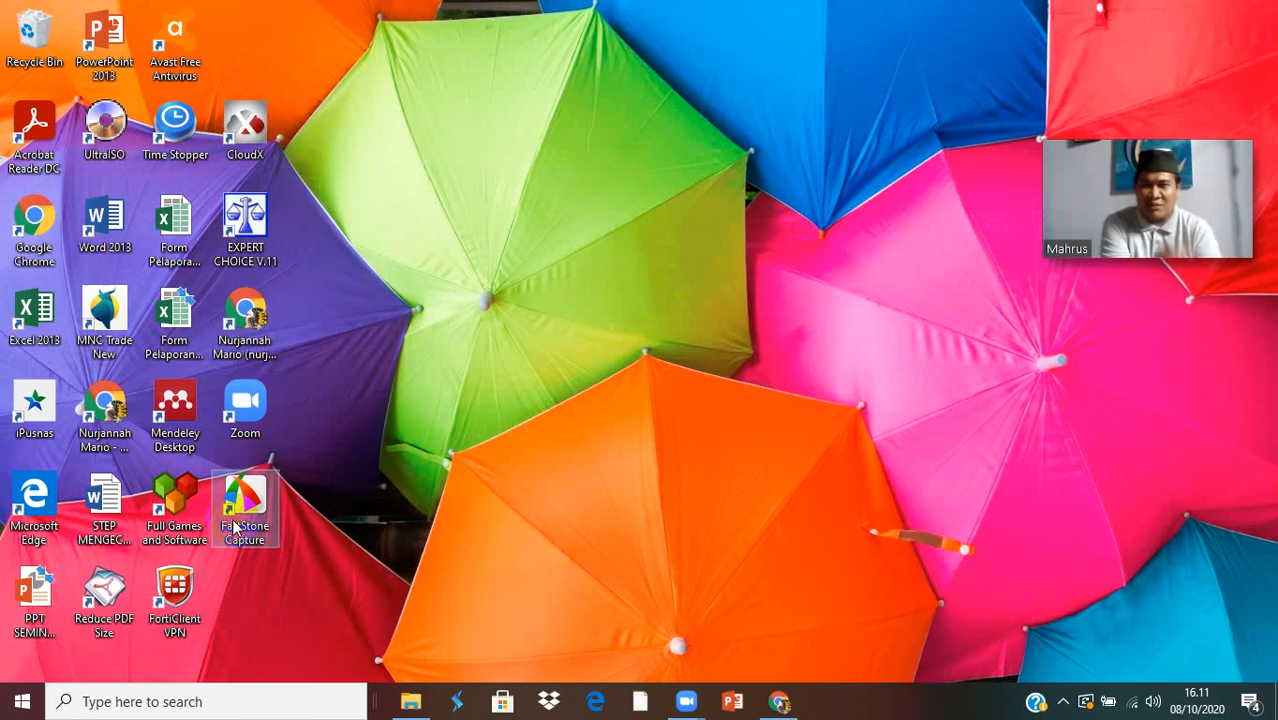 Recycle Bin
PowerPoint
2013
Avast Free
Antivirus
Acrobat
Reader DC
UltraISO
Time Stopper
CloudX
Google
Chrome
Word 2013
Form
Pelapora...
EXPERT
CHOICE V.11
Excel 2013
MNC Trade
New
Form
Pelaporan...
Nurjannah
Mario (nurj...
iPusnas
Nurjannah
Mario - ...
Mendeley
Desktop
Zoom
Microsoft
Edge
STEP
MENGEC...
Full Games
and Software
FastStone
Capture
PPT
SEMIN...
Reduce PDF
Size
FortiClient
VPN
Mahrus
Type here to search
16.11
08/10/2020
4